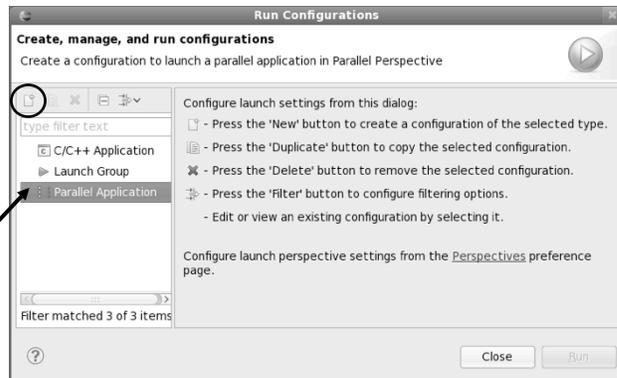 Run Configurations
Create, manage, and run configurations
Create a configuration to launch a parallel application in Parallel Perspective
type filter text
C/C++ Application
Launch Group
Parallel Application
Filter matched 3 of 3 items
Configure launch settings from this dialog:
- Press the 'New' button to create a configuration of the selected type.
- Press the 'Duplicate' button to copy the selected configuration.
- Press the 'Delete' button to remove the selected configuration.
- Press the 'Filter' button to configure filtering options.
- Edit or view an existing configuration by selecting it.
Configure launch perspective settings from the Perspectives preference
page.
Close
Run